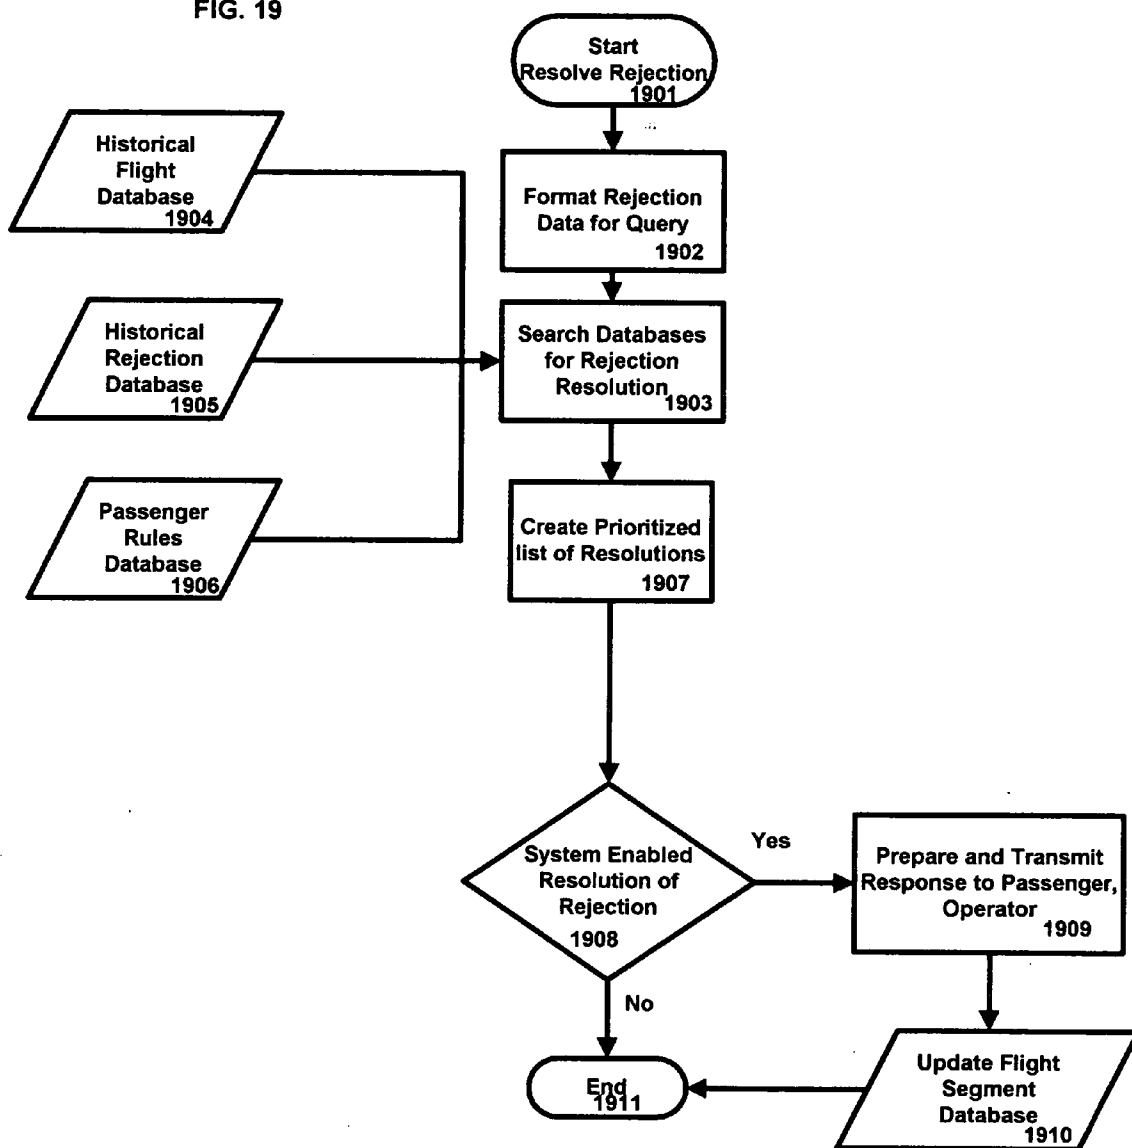 FIG. 19
Start
Resolve Rejection
1901
Historical
Flight
Database
1904
Format Rejection
Data for Query
1902
Historical
Rejection
Database
1905
Search Databases
for Rejection
Resolution
1903
Passenger
Rules
Database
1906
Create Prioritized
list of Resolutions
1907
System Enabled
Resolution of
Rejection
1908
Yes
Prepare and Transmit
Response to Passenger,
Operator
1909
No
End
1911
Update Flight
Segment
Database
1910